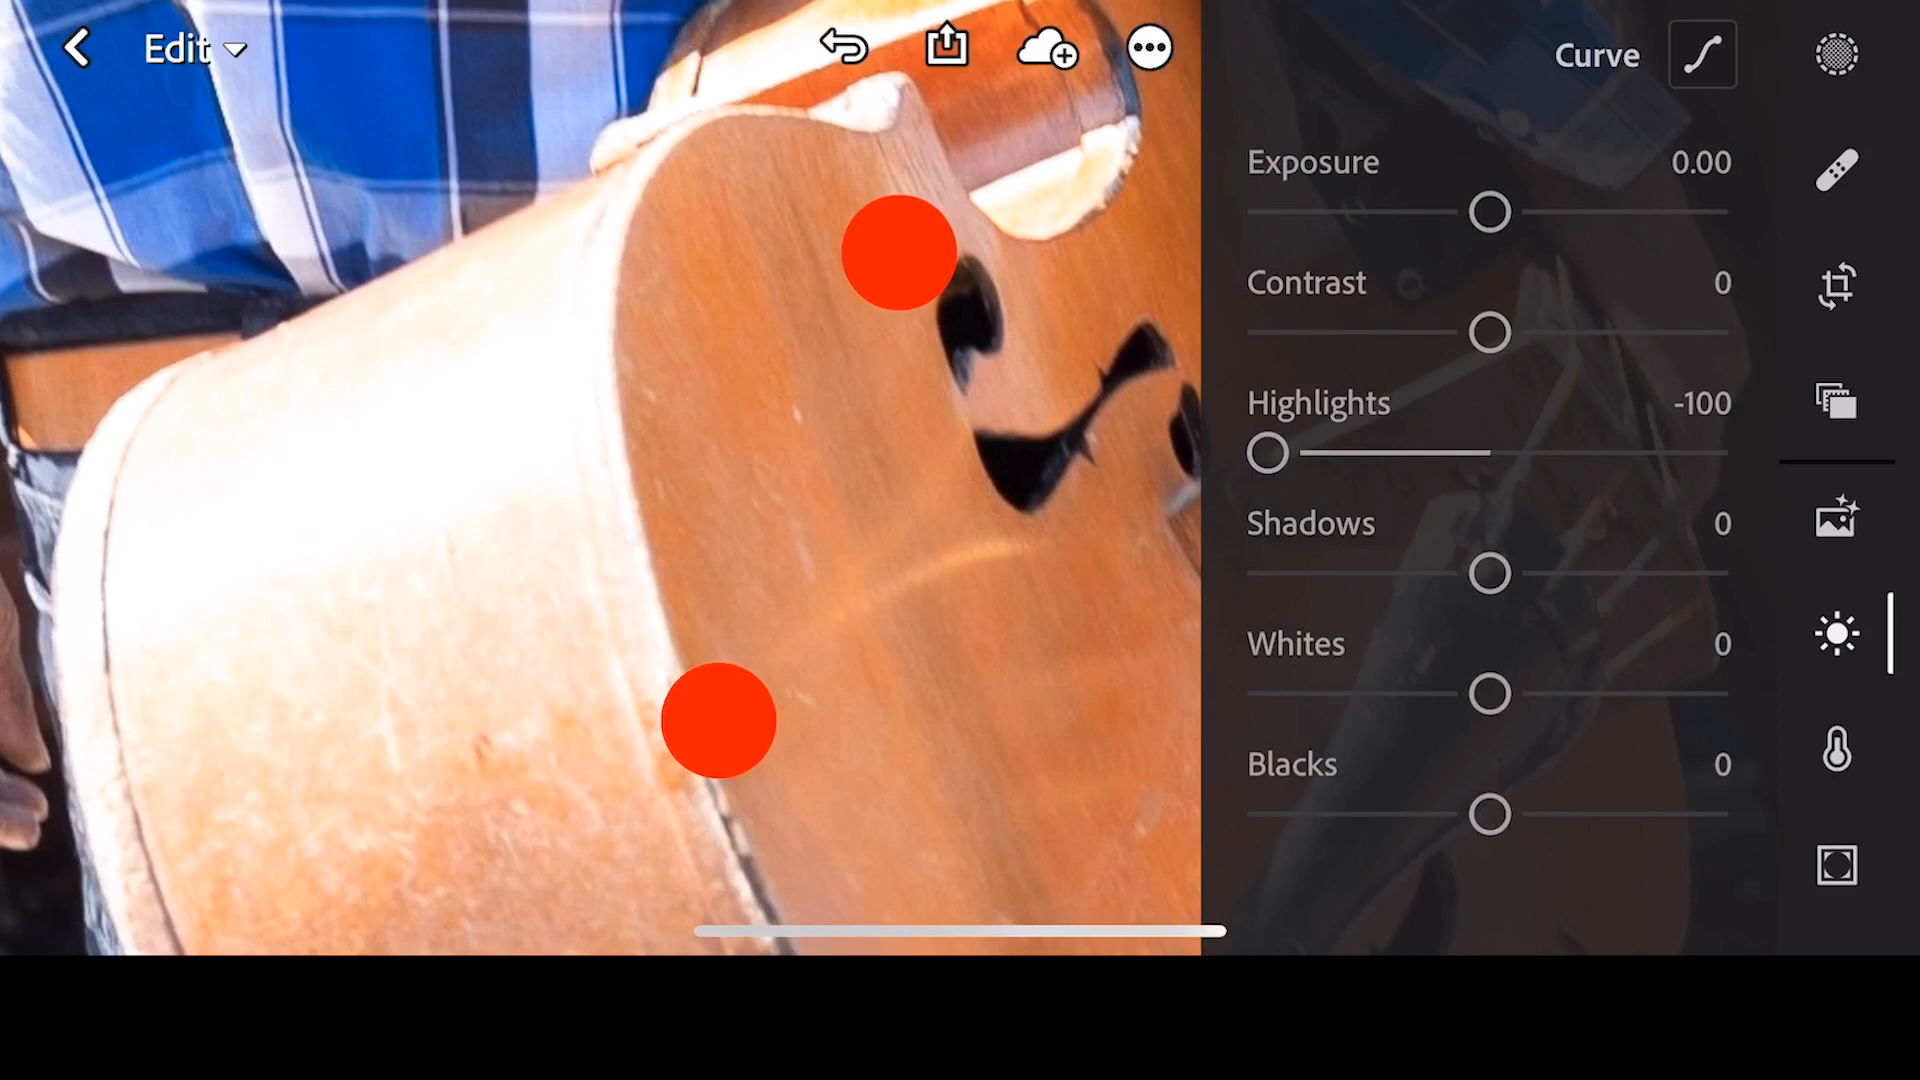 Edit
Curve
Exposure 0.00
Contrast 0
Highlights -100
Shadows 0
Whites 0
Blacks 0